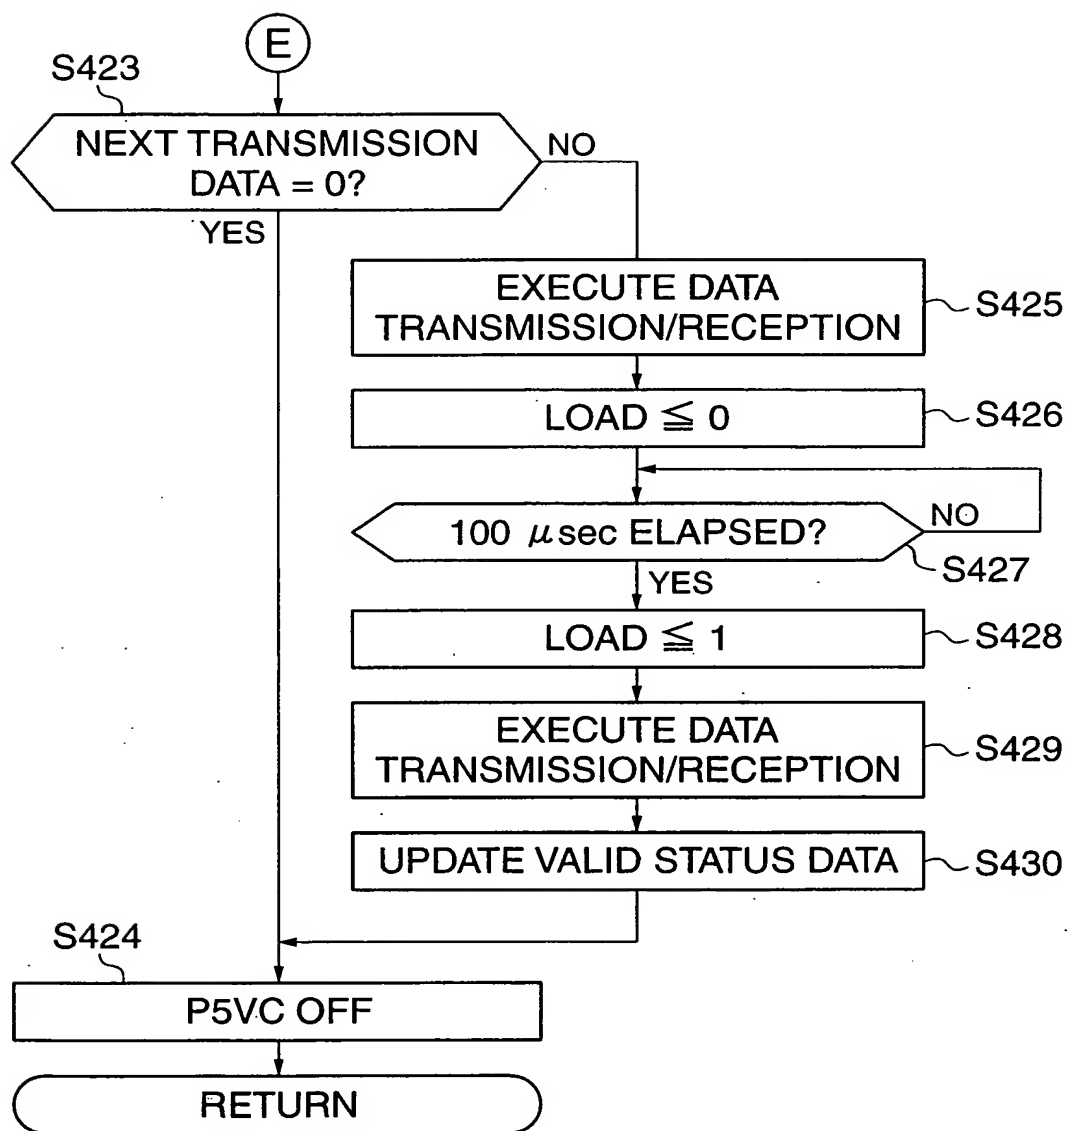 E
S423
NEXT TRANSMISSION
DATA = 0?
NO
YES
EXECUTE DATA
TRANSMISSION/RECEPTION
S425
LOAD ≦ 0
S426
100 μsec ELAPSED?
NO
S427
YES
LOAD ≦ 1
S428
EXECUTE DATA
TRANSMISSION/RECEPTION
S429
UPDATE VALID STATUS DATA
S430
S424
P5VC OFF
RETURN